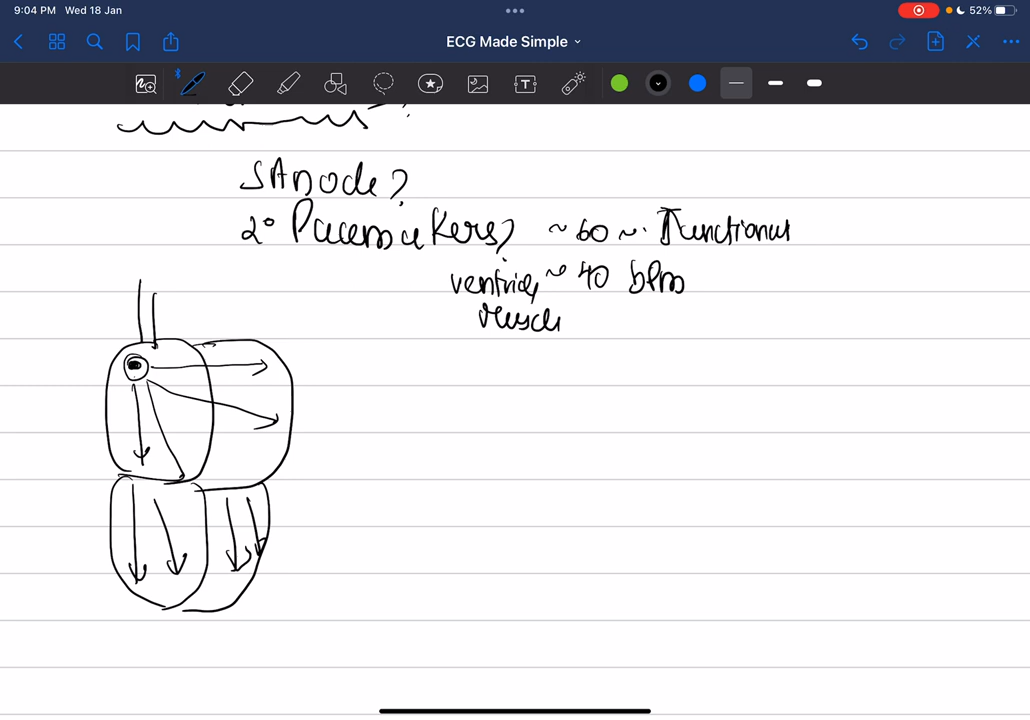 9:04 PM Wed 18 Jan
52%
ECG Made Simple
T
SA node?
2° Pacemakers? ~ 60 ~. Junctional
ventricle ~ 40 bpm
Muscle